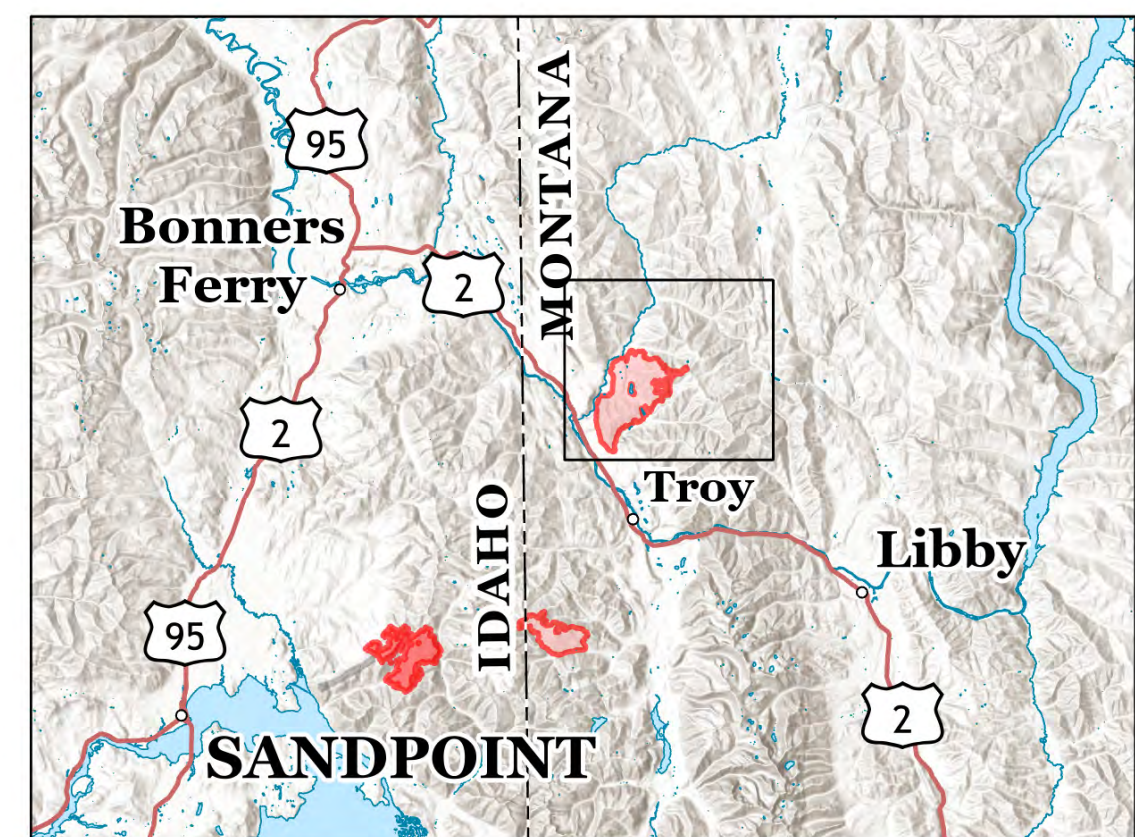 MONTANA
95
Bonners
Ferry
2
2
Troy
IDAHO
Libby
95
2
SANDPOINT